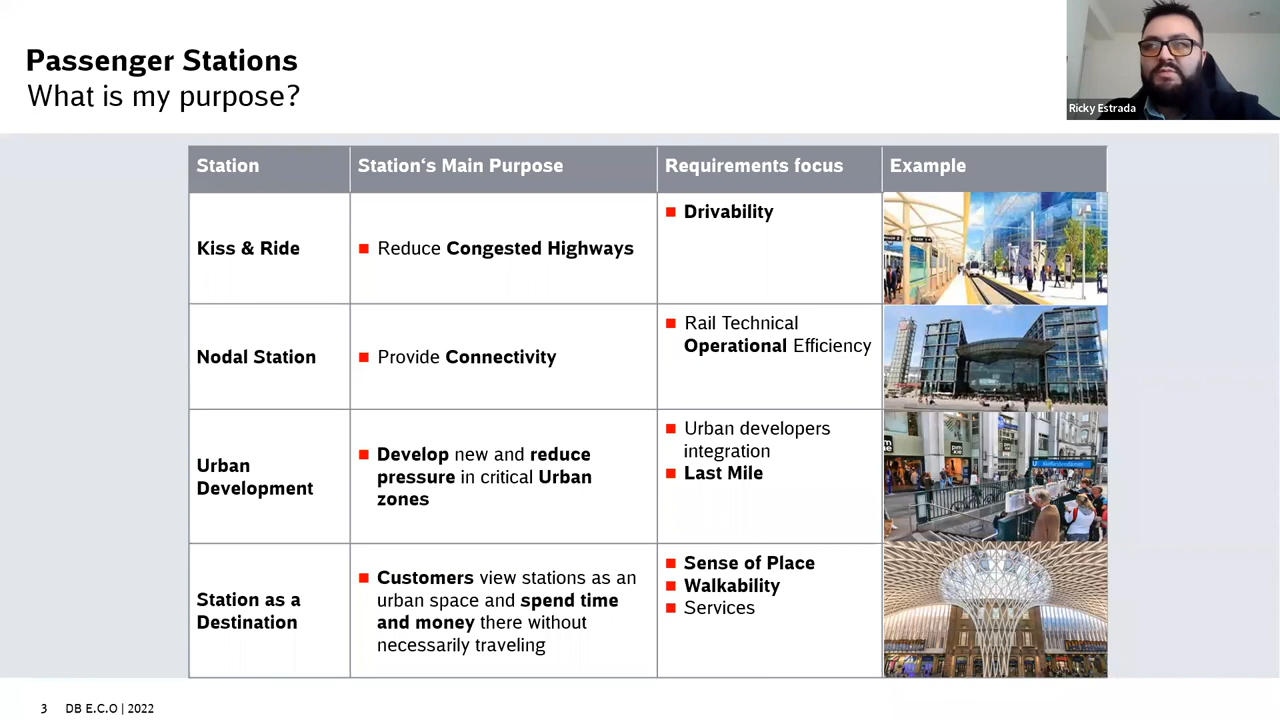 Passenger Stations
What is my purpose?
Ricky Estrada
Station
Station‘s Main Purpose
Requirements focus
Example
Kiss & Ride
■ Reduce Congested Highways
■ Drivability
Nodal Station
■ Provide Connectivity
■ Rail Technical
Operational Efficiency
Urban
Development
■ Develop new and reduce
pressure in critical Urban
zones
■ Urban developers
integration
■ Last Mile
Station as a
Destination
■ Customers view stations as an
urban space and spend time
and money there without
necessarily traveling
■ Sense of Place
■ Walkability
■ Services
3 DB E.C.O | 2022